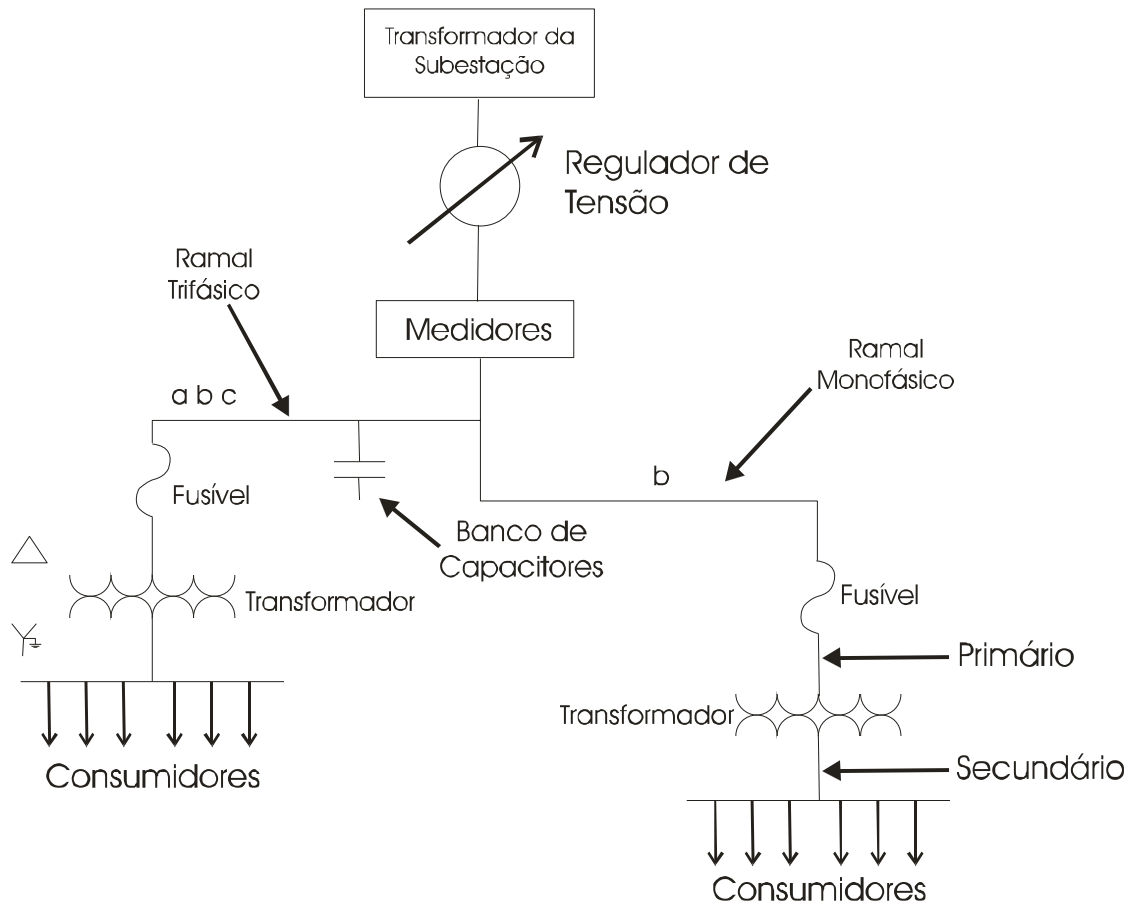 Transformador da
Subestação
Regulador de
Tensão
Ramal
Trifásico
Medidores
Ramal
Monofásico
a b c
b
Fusível
Banco de
Capacitores
Transformador
Fusível
Primário
Transformador
Secundário
Consumidores
Consumidores